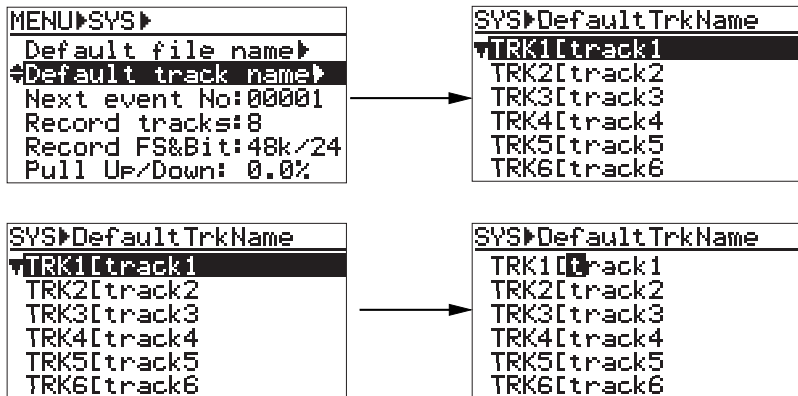 MENU▶SYS▶
Default file name▶
Default track name▶
Next event No:00001
Record tracks:8
Record FS&Bit:48k/24
Pull Up/Down: 0.0%
SYS▶DefaultTrkName
TRK1[track1
TRK2[track2
TRK3[track3
TRK4[track4
TRK5[track5
TRK6[track6
SYS▶DefaultTrkName
TRK1[track1
TRK2[track2
TRK3[track3
TRK4[track4
TRK5[track5
TRK6[track6
SYS▶DefaultTrkName
TRK1[track1
TRK2[track2
TRK3[track3
TRK4[track4
TRK5[track5
TRK6[track6